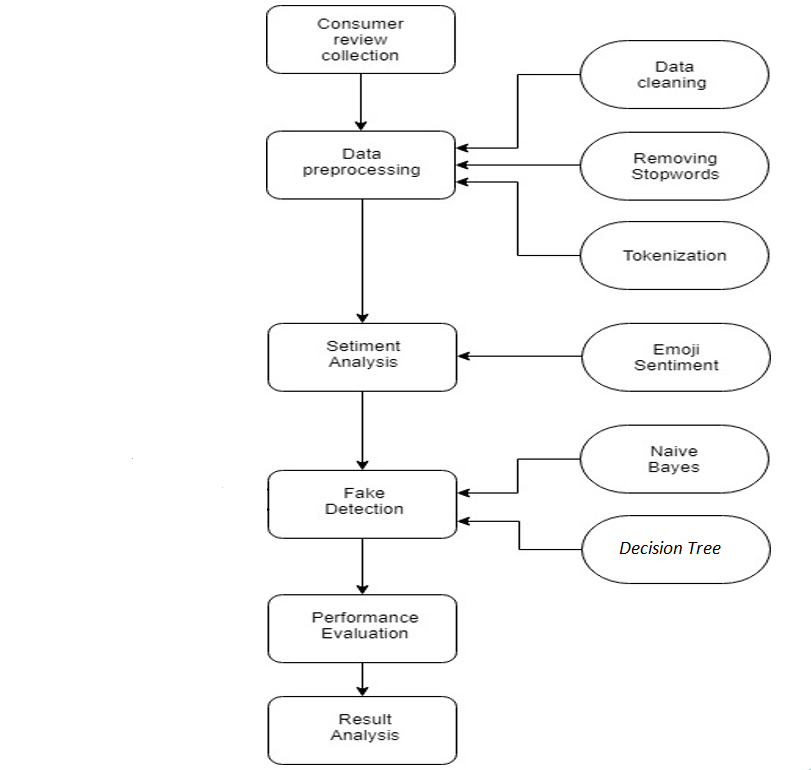 Consumer
review
collection
Data
cleaning
Data
preprocessing
Removing
Stopwords
Tokenization
Setiment
Analysis
Emoji
Sentiment
Naive
Bayes
Fake
Detection
Decision Tree
Performance
Evaluation
Result
Analysis